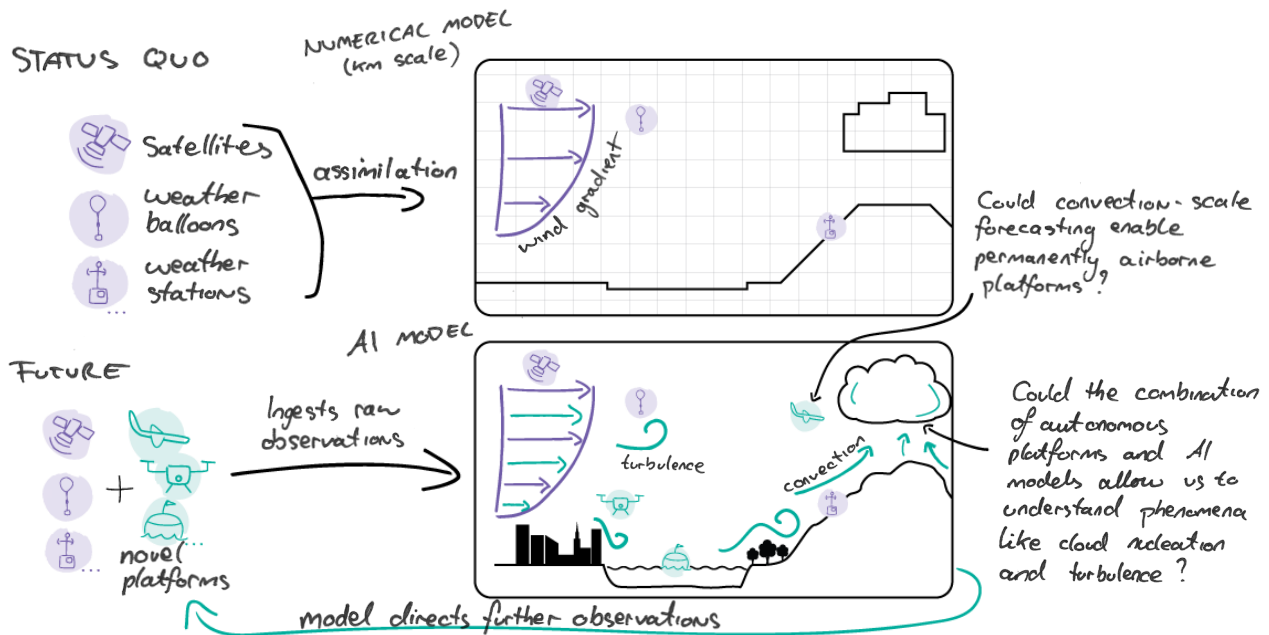 STATUS QUO
NUMERICAL MODEL
(km scale)
Satellites
weather
balloons
weather
stations
...
assimilation
wind gradient
Could convection-scale
forecasting enable
permanently airborne
platforms?
FUTURE
AI MODEL
+
...
novel
platforms
...
Ingests raw
observations
turbulence
convection
Could the combination
of autonomous
platforms and AI
models allow us to
understand phenomena
like cloud nucleation
and turbulence?
model directs further observations